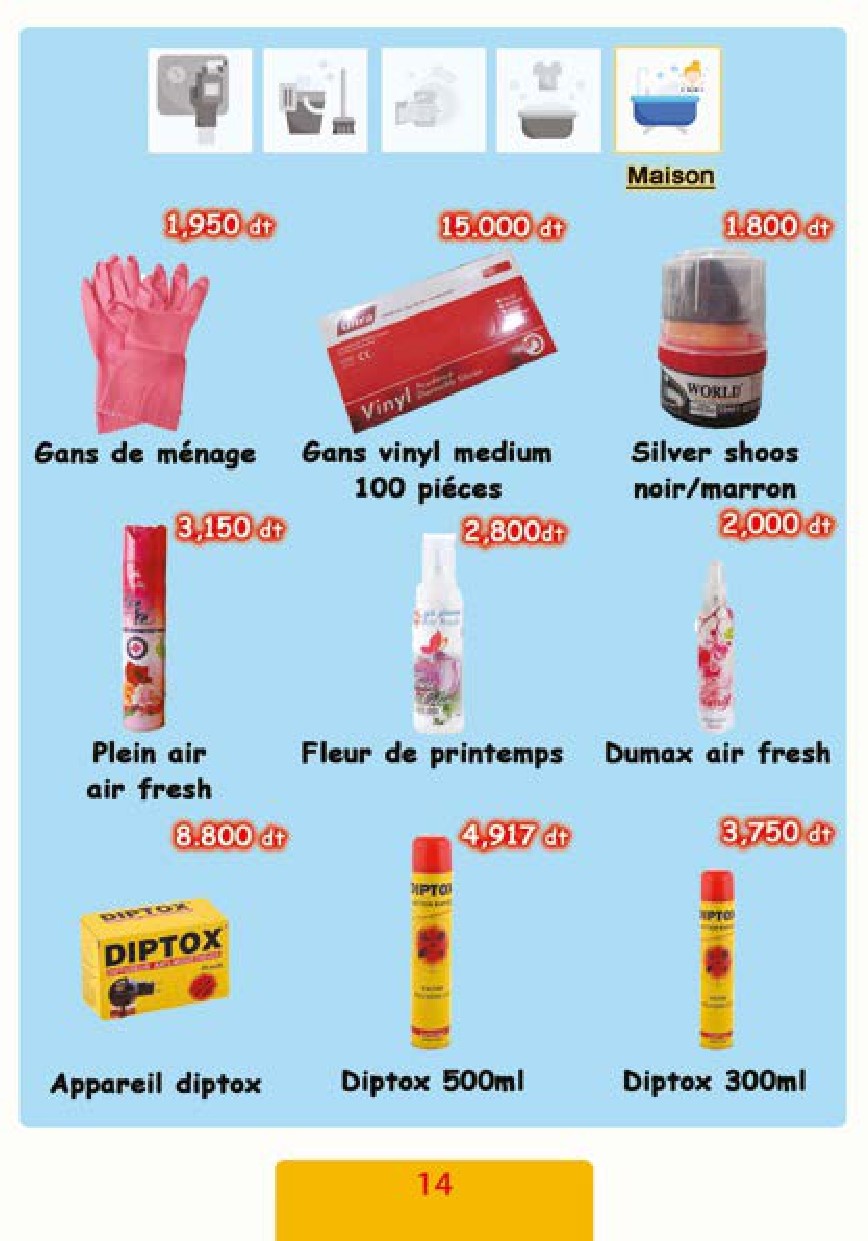 Maison
1,950 dt
15.000 dt
1.800 dt
Vinyl
WORLD
Gans de ménage
Gans vinyl medium
100 piéces
Silver shoos
noir/marron
3,150 dt
2,800dt
2,000 dt
Plein air
air fresh
Fleur de printemps
Dumax air fresh
8.800 dt
4,917 dt
3,750 dt
DIPTOX
DIPTOX
Appareil diptox
Diptox 500ml
Diptox 300ml
14